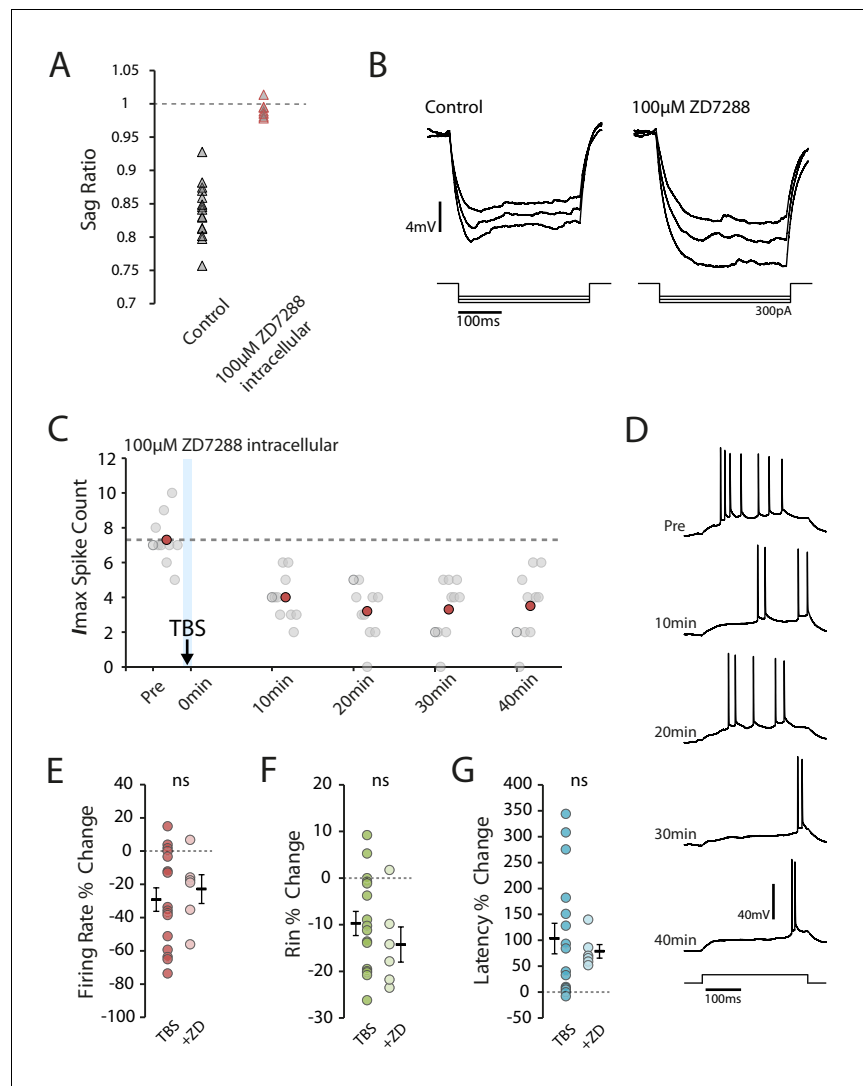 A
1.05
1
0.95
0.9
0.85
0.8
0.75
0.7
Sag Ratio
Control
100µM ZD7288
intracellular
B
Control
100µM ZD7288
4mV
100ms
300pA
C
100µM ZD7288 intracellular
12
10
8
6
4
2
0
Imax Spike Count
TBS
Pre
0min
10min
20min
30min
40min
D
Pre
10min
20min
30min
40mV
40min
100ms
E
ns
40
20
0
-20
-40
-60
-80
-100
Firing Rate % Change
TBS
+ZD
F
ns
20
10
0
-10
-20
-30
Rin % Change
TBS
+ZD
G
ns
400
350
300
250
200
150
100
50
0
-50
Latency % Change
TBS
+ZD